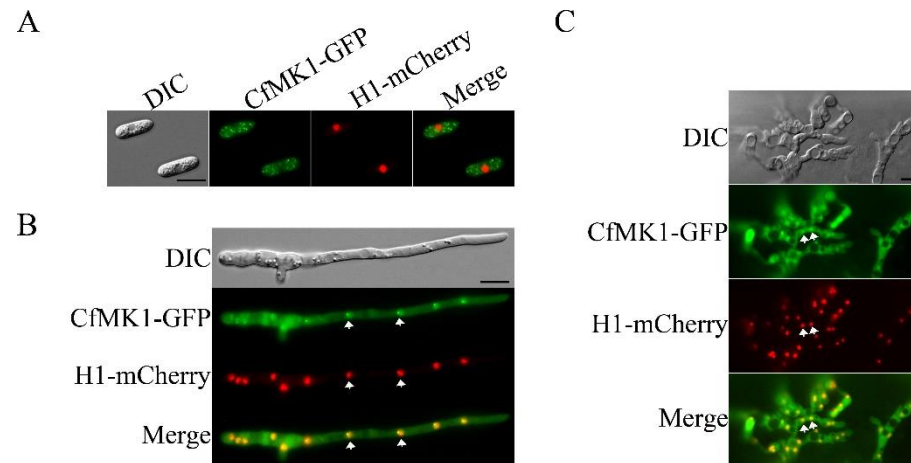 A
DIC
CfMK1-GFP
H1-mCherry
Merge
B
DIC
CfMK1-GFP
H1-mCherry
Merge
C
DIC
CfMK1-GFP
H1-mCherry
Merge